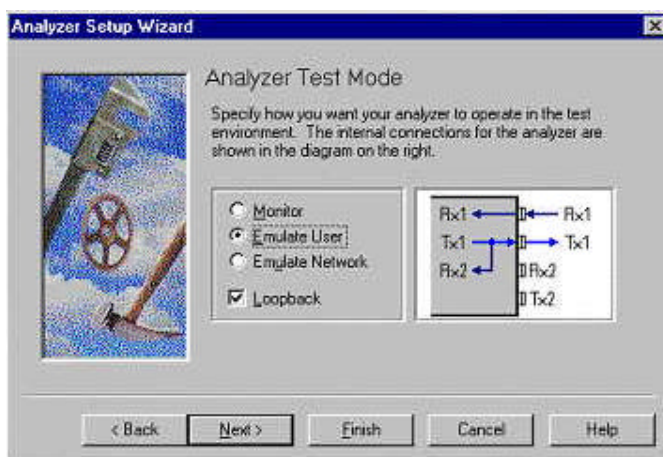 Analyzer Setup Wizard
Analyzer Test Mode
Specify how you want your analyzer to operate in the test
environment. The internal connections for the analyzer are
shown in the diagram on the right.
Monitor
Emulate User
Emulate Network
Loopback
Rx1 Rx1
Tx1 Tx1
Rx2 Rx2
Tx2
< Back Next > Finish Cancel Help